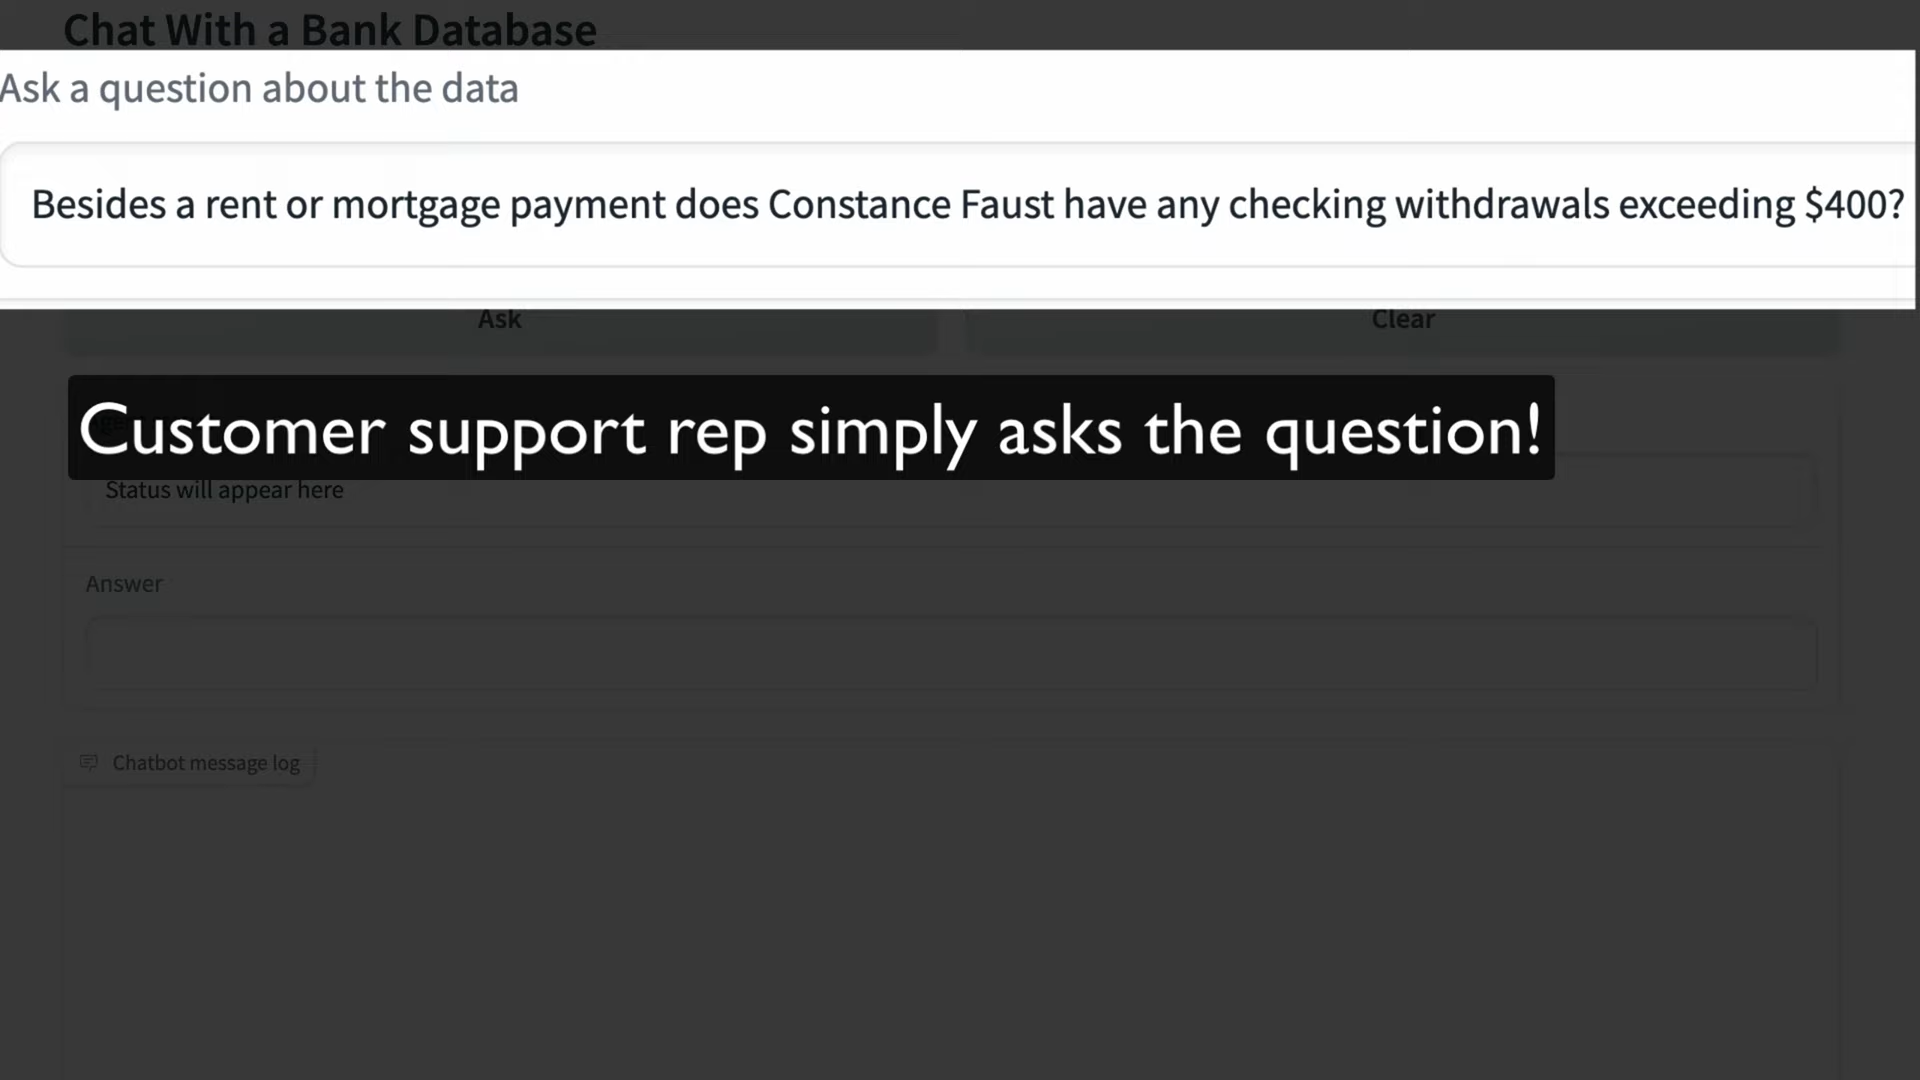 Chat With a Bank Database
Ask a question about the data
Besides a rent or mortgage payment does Constance Faust have any checking withdrawals exceeding $400?
Ask
Clear
Customer support rep simply asks the question!
Status will appear here
Answer
Chatbot message log